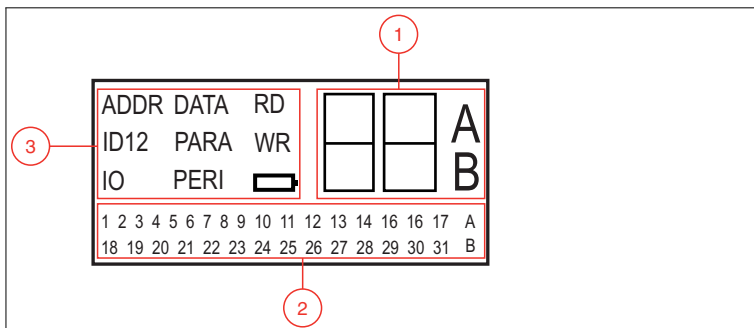 1
ADDR DATA RD
ID12 PARA WR
IO PERI
A
B
3
1 2 3 4 5 6 7 8 9 10 11 12 13 14 16 16 17 A
18 19 20 21 22 23 24 25 26 27 28 29 30 31 B
2